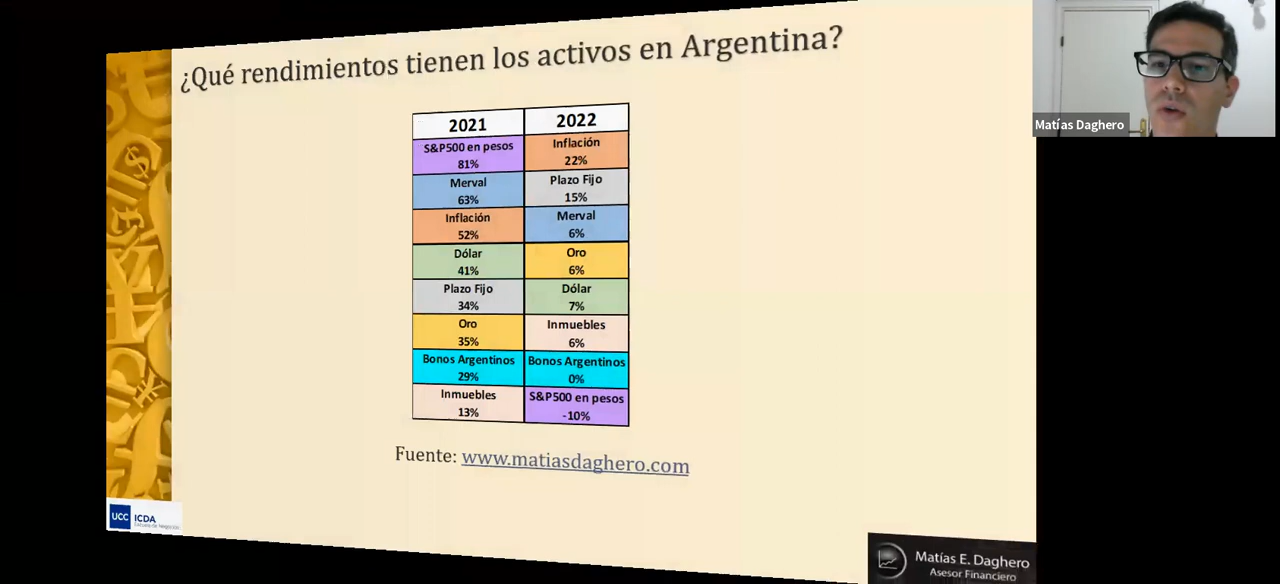 ¿Qué rendimientos tienen los activos en Argentina?
Matías Daghero
2021 2022
S&P500 en pesos Inflación
81% 22%
Merval Plazo Fijo
63% 15%
Inflación Merval
52% 6%
Dólar Oro
41% 6%
Plazo Fijo Dólar
34% 7%
Oro Inmuebles
35% 6%
Bonos Argentinos Bonos Argentinos
29% 0%
Inmuebles S&P500 en pesos
13% -10%
Fuente: www.matiasdaghero.com
UCC ICDA
Escuela de Negocios
Matías E. Daghero
Asesor Financiero